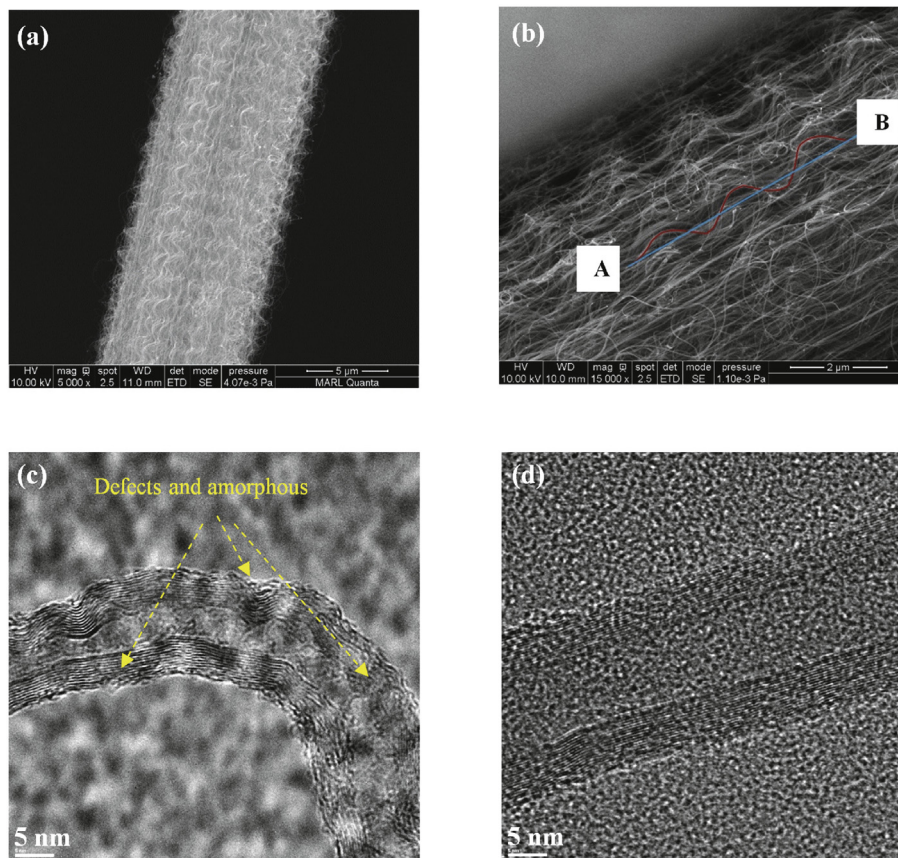 (a)
HV mag spot WD det mode pressure 5 µm
10.00 kV 5 000 x 2.5 11.0 mm ETD SE 4.07e-3 Pa MARL Quanta
(b)
B
A
HV mag spot WD det mode pressure 2 µm
10.00 kV 15 000 x 2.5 10.0 mm ETD SE 1.10e-3 Pa
(c)
Defects and amorphous
5 nm
(d)
5 nm